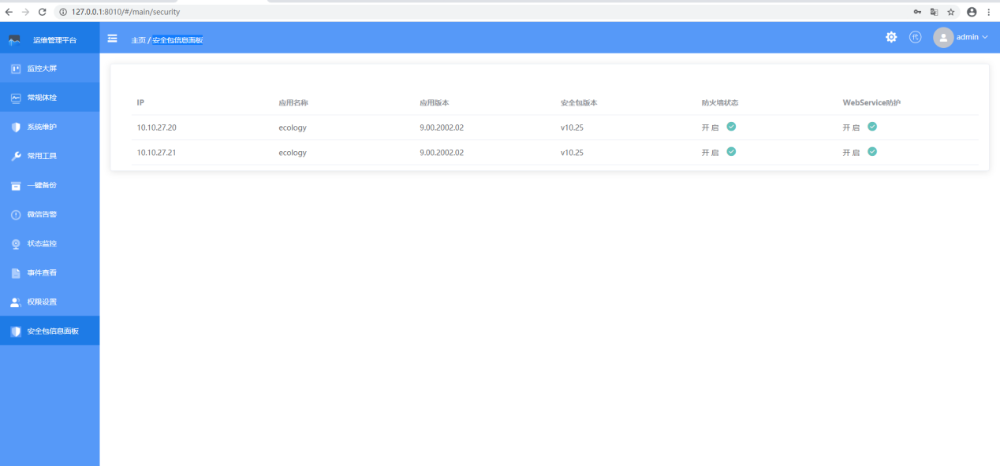 127.0.0.1:8010/#/main/security
运维管理平台
主页 / 安全包信息面板
代
admin
监控大屏
常规体检
系统维护
常用工具
一键备份
微信告警
状态监控
事件查看
权限设置
安全包信息面板
IP 应用名称 应用版本 安全包版本 防火墙状态 WebService防护
10.10.27.20 ecology 9.00.2002.02 v10.25 开 启 开 启
10.10.27.21 ecology 9.00.2002.02 v10.25 开 启 开 启